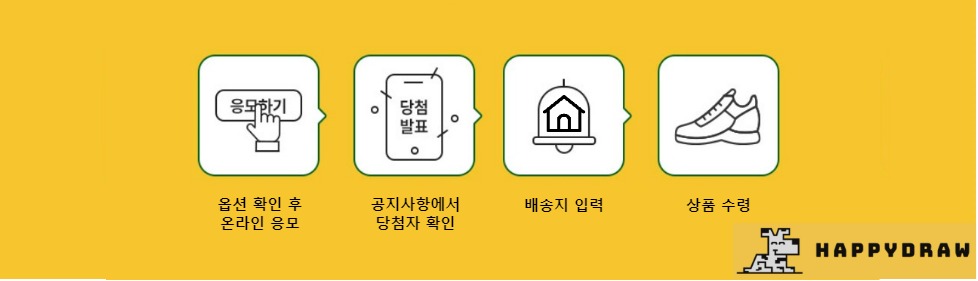 응모하기
당첨
발표
옵션 확인 후
온라인 응모
공지사항에서
당첨자 확인
배송지 입력
상품 수령
HAPPYDRAW